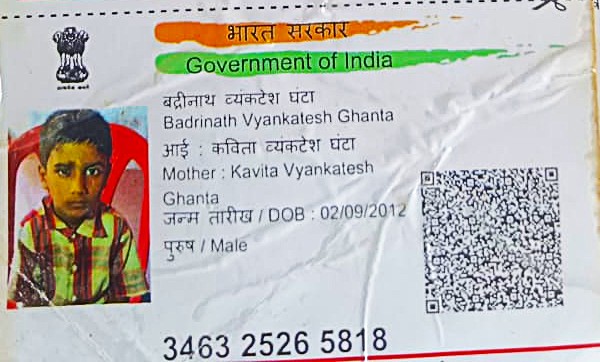 भारत सरकार
Government of India
बद्रीनाथ व्यंकटेश घंटा
Badrinath Vyankatesh Ghanta
आई : कविता व्यंकटेश घंटा
Mother : Kavita Vyankatesh
Ghanta
जन्म तारीख / DOB : 02/09/2012
पुरुष / Male
3463 2526 5818